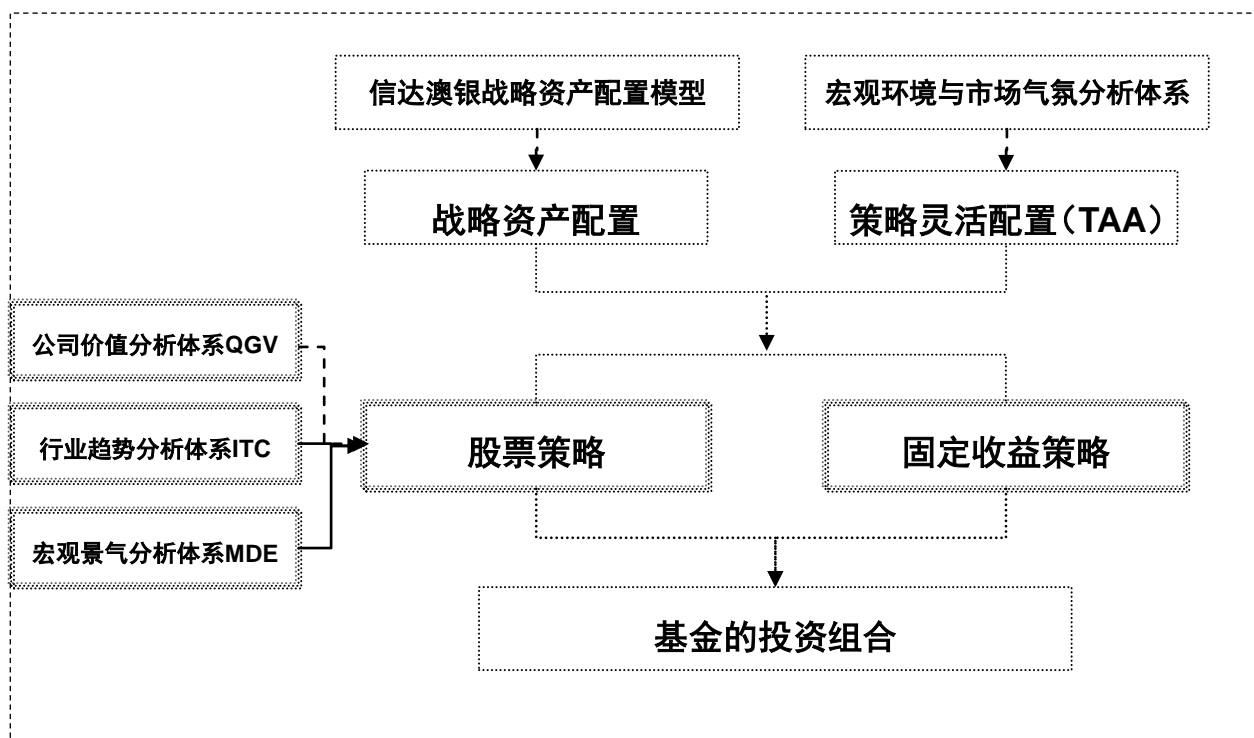 信达澳银战略资产配置模型
宏观环境与市场气氛分析体系
战略资产配置
策略灵活配置（TAA）
公司价值分析体系QGV
行业趋势分析体系ITC
宏观景气分析体系MDE
股票策略
固定收益策略
基金的投资组合